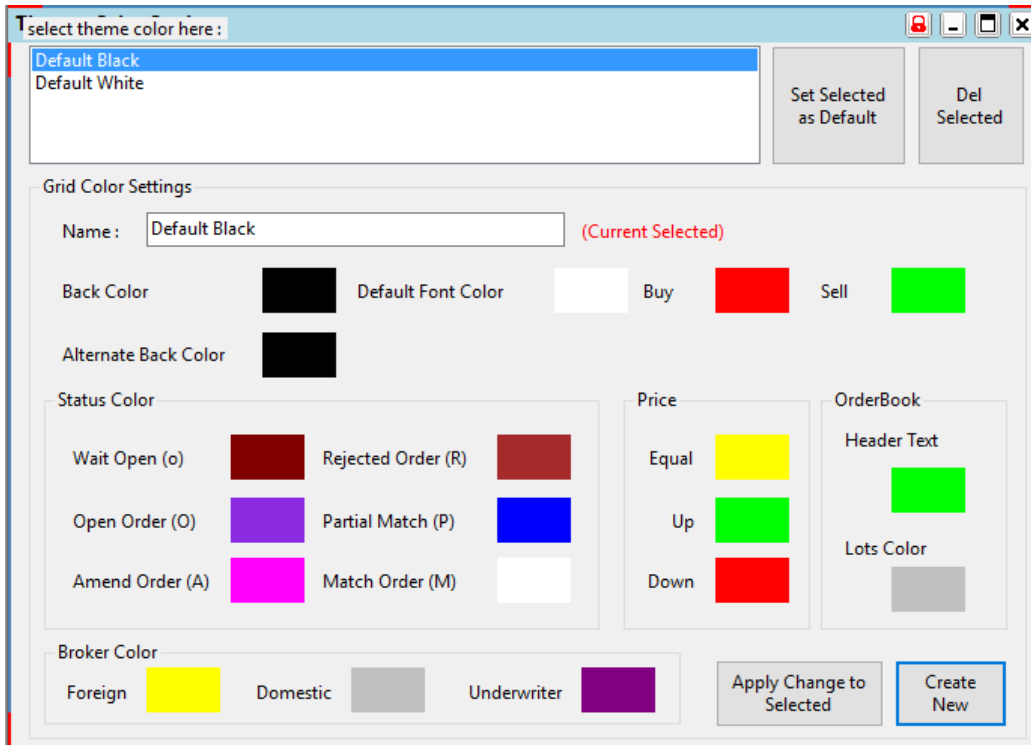 select theme color here :
Default Black
Default White
Set Selected
as Default
Del
Selected
Grid Color Settings
Name :
Default Black
(Current Selected)
Back Color
Default Font Color
Buy
Sell
Alternate Back Color
Status Color
Wait Open (o)
Rejected Order (R)
Open Order (O)
Partial Match (P)
Amend Order (A)
Match Order (M)
Price
Equal
Up
Down
OrderBook
Header Text
Lots Color
Broker Color
Foreign
Domestic
Underwriter
Apply Change to
Selected
Create
New